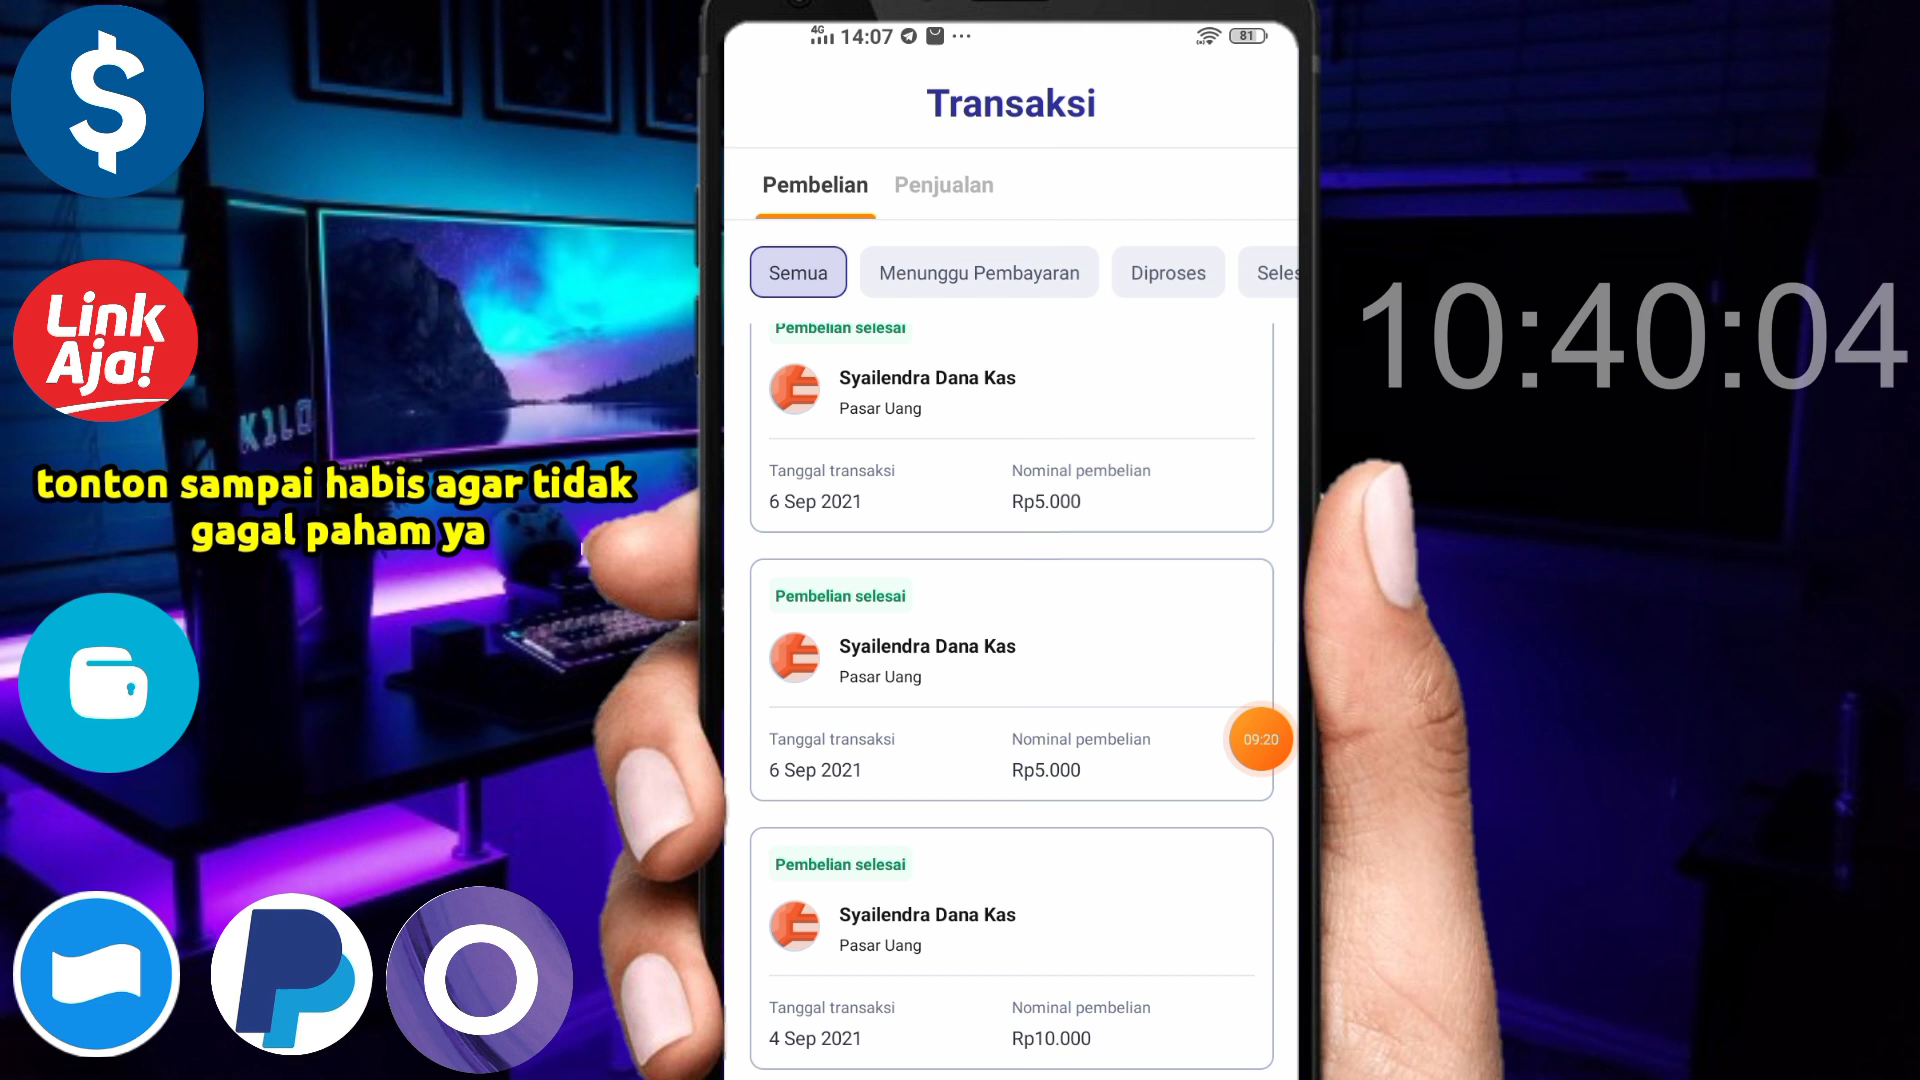 4G 14:07 ... 81
Transaksi
Pembelian Penjualan
Semua Menunggu Pembayaran Diproses Seles
Pembelian selesai
Syailendra Dana Kas
Pasar Uang
Tanggal transaksi Nominal pembelian
6 Sep 2021 Rp5.000
Pembelian selesai
Syailendra Dana Kas
Pasar Uang
Tanggal transaksi Nominal pembelian
6 Sep 2021 Rp5.000
09:20
Pembelian selesai
Syailendra Dana Kas
Pasar Uang
Tanggal transaksi Nominal pembelian
4 Sep 2021 Rp10.000
10:40:04
$
Link
Aja!
K1LO
tonton sampai habis agar tidak
gagal paham ya